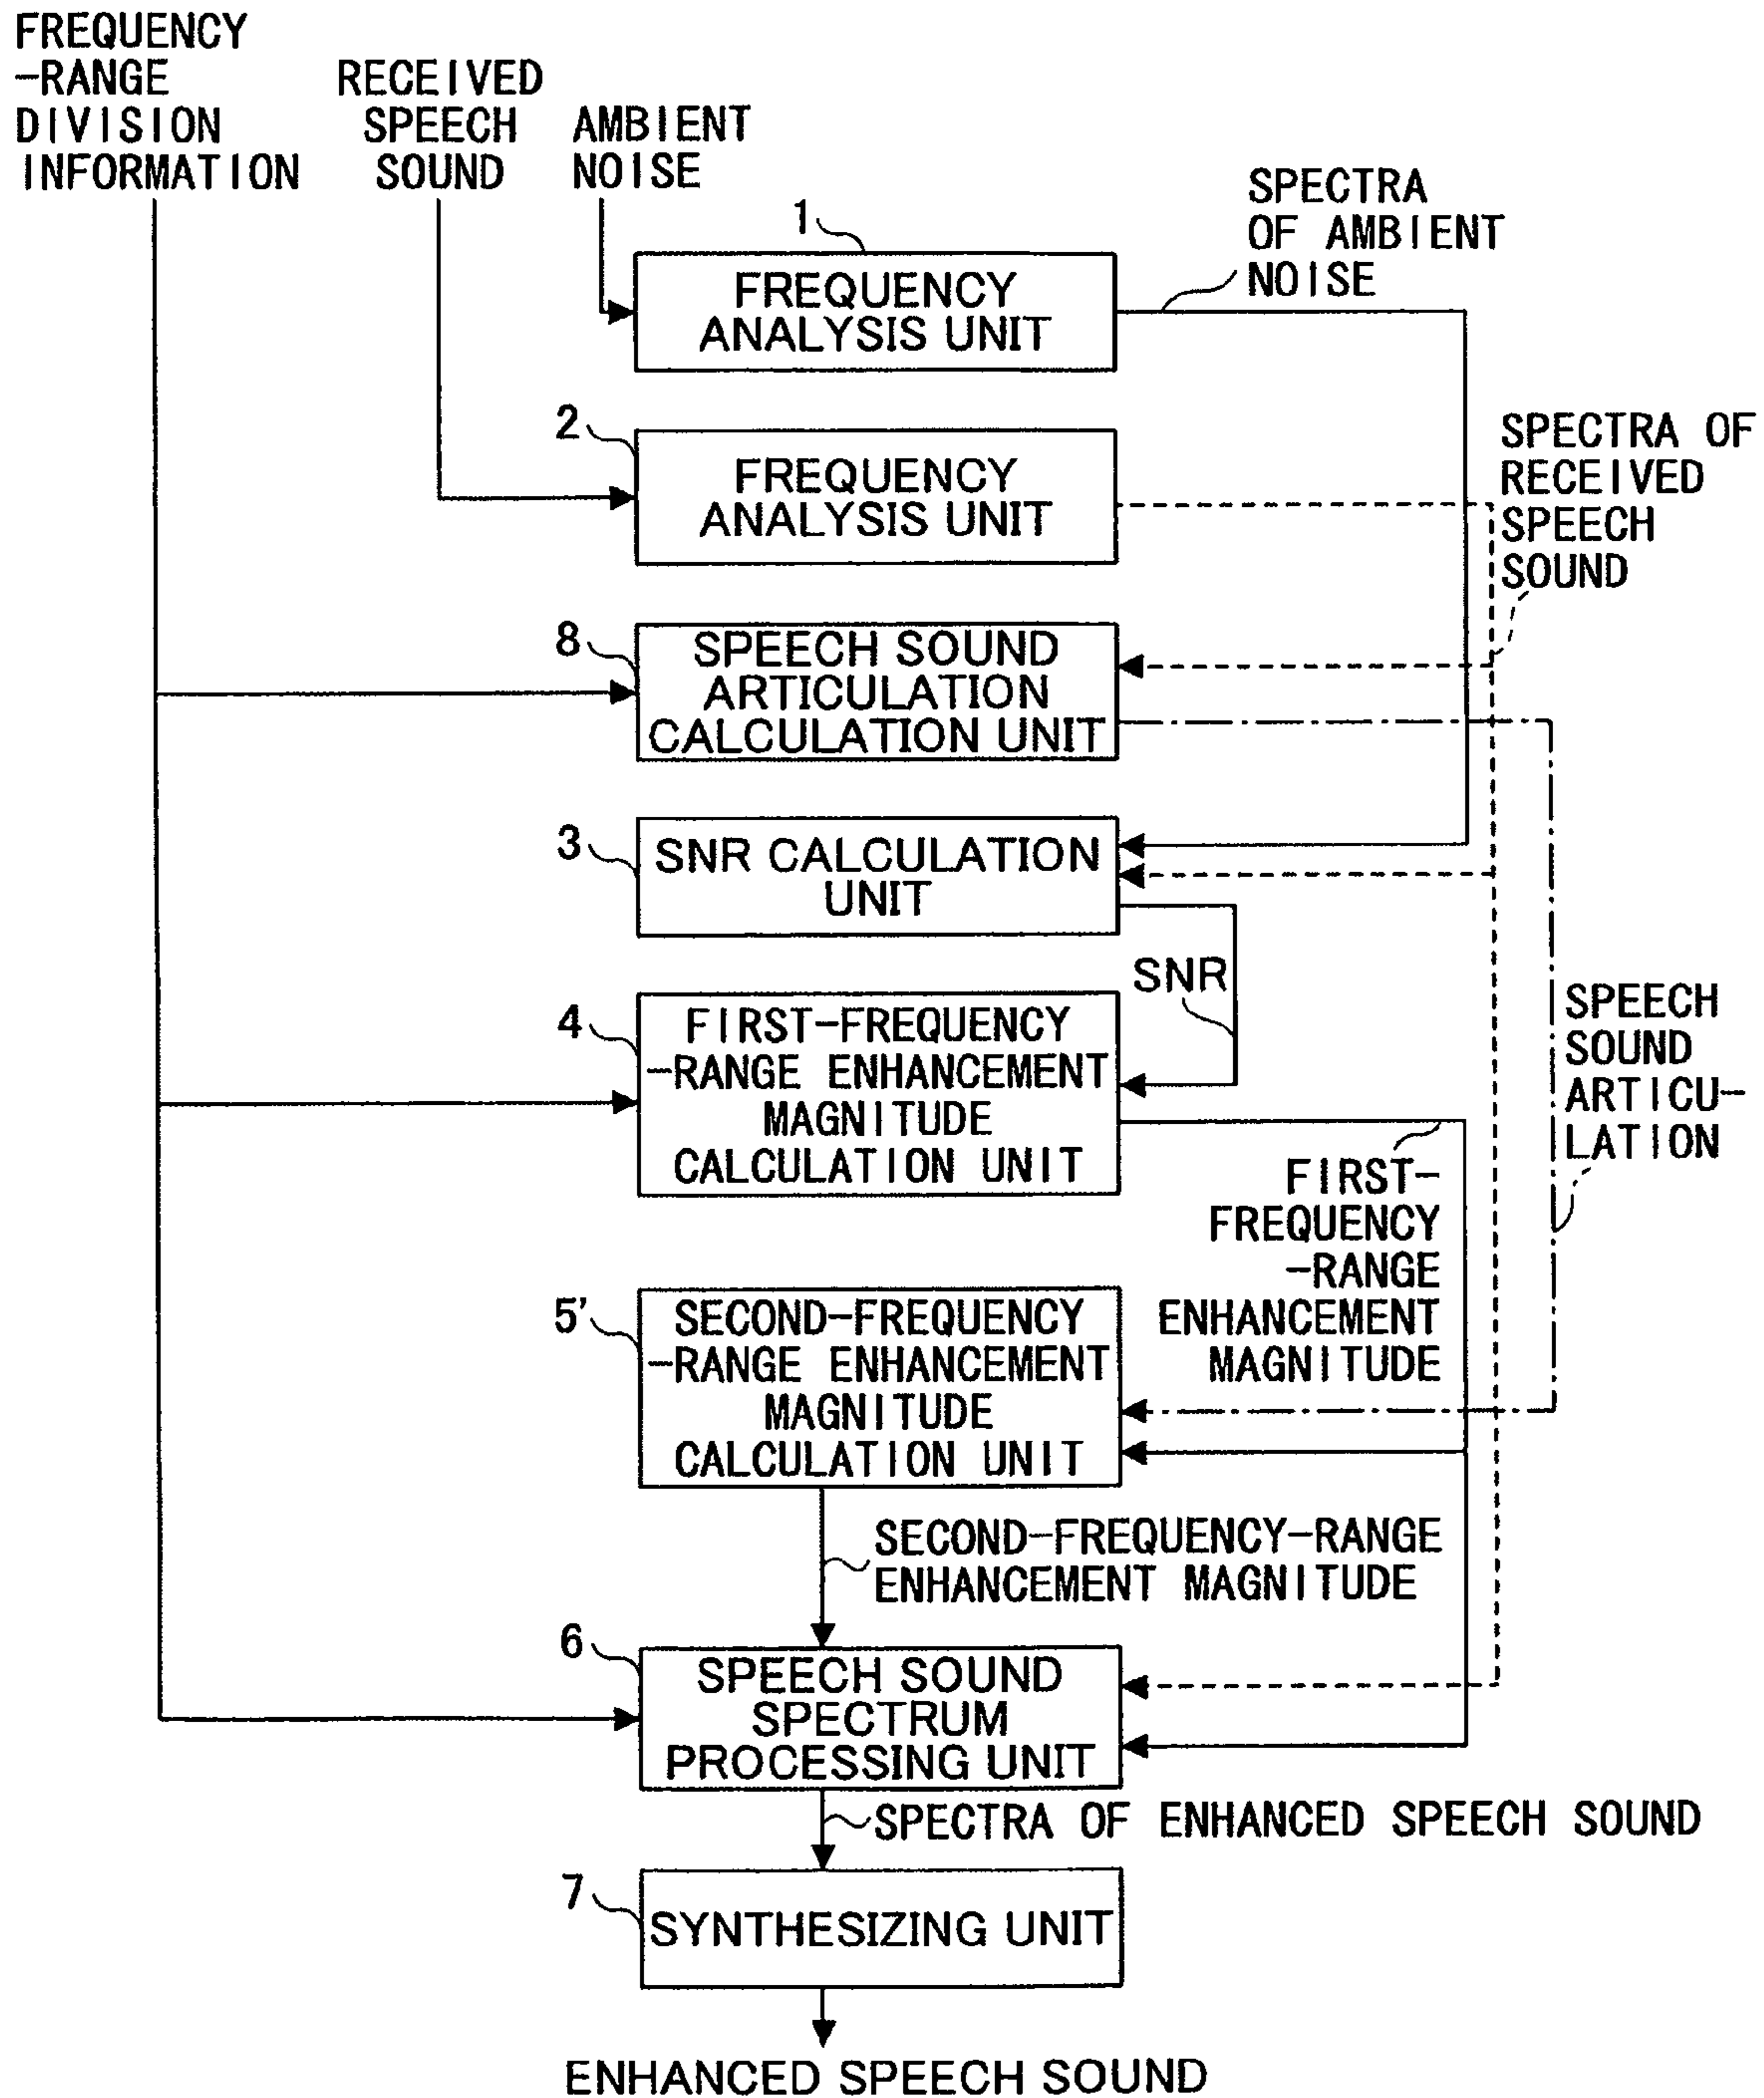 FREQUENCY
-RANGE
DIVISION
INFORMATION
RECEIVED
SPEECH
SOUND
AMBIENT
NOISE
SPECTRA
OF AMBIENT
NOISE
1
FREQUENCY
ANALYSIS UNIT
2
FREQUENCY
ANALYSIS UNIT
SPECTRA OF
RECEIVED
SPEECH
SOUND
8
SPEECH SOUND
ARTICULATION
CALCULATION UNIT
3
SNR CALCULATION
UNIT
SNR
4
FIRST-FREQUENCY
-RANGE ENHANCEMENT
MAGNITUDE
CALCULATION UNIT
SPEECH
SOUND
ARTICU-
LATION
FIRST-
FREQUENCY
-RANGE
ENHANCEMENT
MAGNITUDE
5'
SECOND-FREQUENCY
-RANGE ENHANCEMENT
MAGNITUDE
CALCULATION UNIT
SECOND-FREQUENCY-RANGE
ENHANCEMENT MAGNITUDE
6
SPEECH SOUND
SPECTRUM
PROCESSING UNIT
SPECTRA OF ENHANCED SPEECH SOUND
7
SYNTHESIZING UNIT
ENHANCED SPEECH SOUND